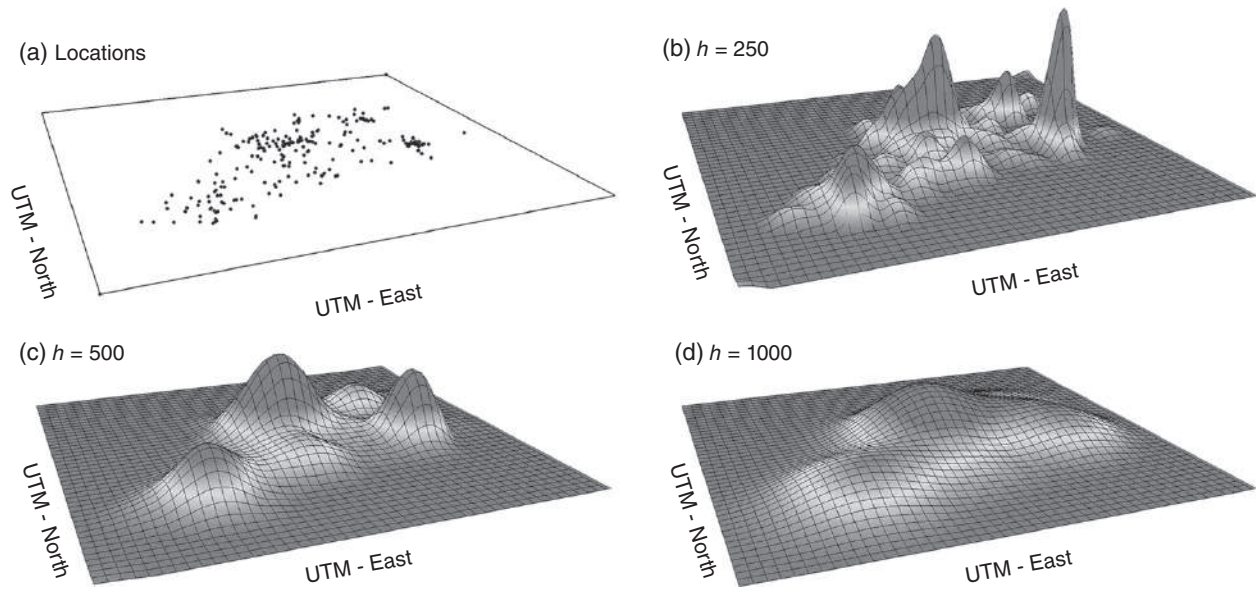 (a) Locations
UTM - North
UTM - East
(b) h = 250
UTM - North
UTM - East
(c) h = 500
UTM - North
UTM - East
(d) h = 1000
UTM - North
UTM - East